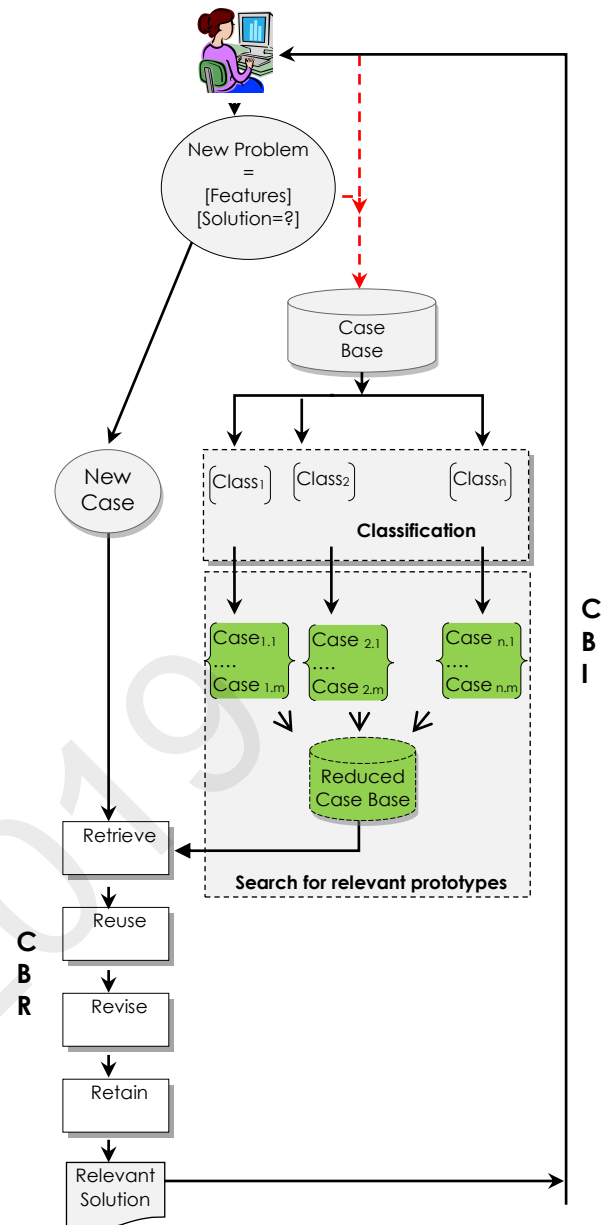 New Problem
=
[Features]
[Solution=?]
Case
Base
New
Case
[Class1]
[Class2]
[Classn]
Classification
Case1.1
....
Case 1.m
Case 2.1
....
Case 2.m
Case n.1
....
Case n.m
C
B
I
Reduced
Case Base
Retrieve
Search for relevant prototypes
Reuse
C
B
R
Revise
Retain
Relevant
Solution
019